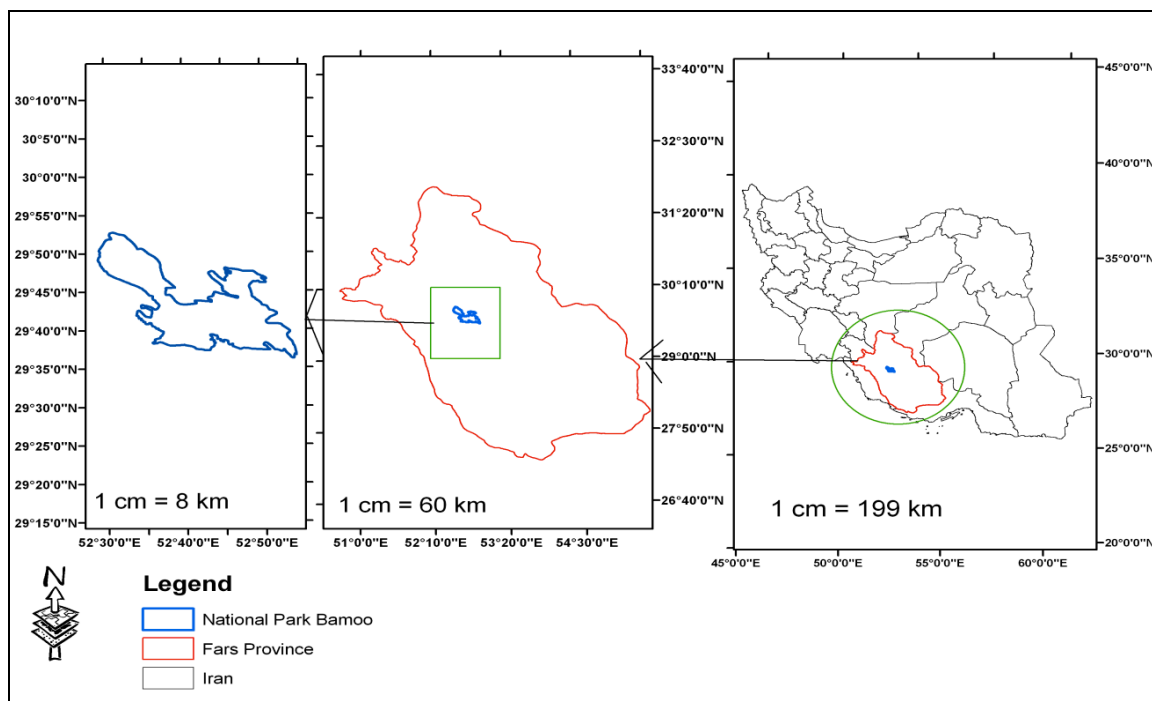 30°10'0"N
30°5'0"N
30°0'0"N
29°55'0"N
29°50'0"N
29°45'0"N
29°40'0"N
29°35'0"N
29°30'0"N
29°25'0"N
29°20'0"N
29°15'0"N
1 cm = 8 km
52°30'0"E 52°40'0"E 52°50'0"E
33°40'0"N
32°30'0"N
31°20'0"N
30°10'0"N
29°0'0"N
27°50'0"N
26°40'0"N
1 cm = 60 km
51°0'0"E 52°10'0"E 53°20'0"E 54°30'0"E
45°0'0"N
40°0'0"N
35°0'0"N
30°0'0"N
25°0'0"N
20°0'0"N
1 cm = 199 km
45°0'0"E 50°0'0"E 55°0'0"E 60°0'0"E
N
Legend
National Park Bamoo
Fars Province
Iran